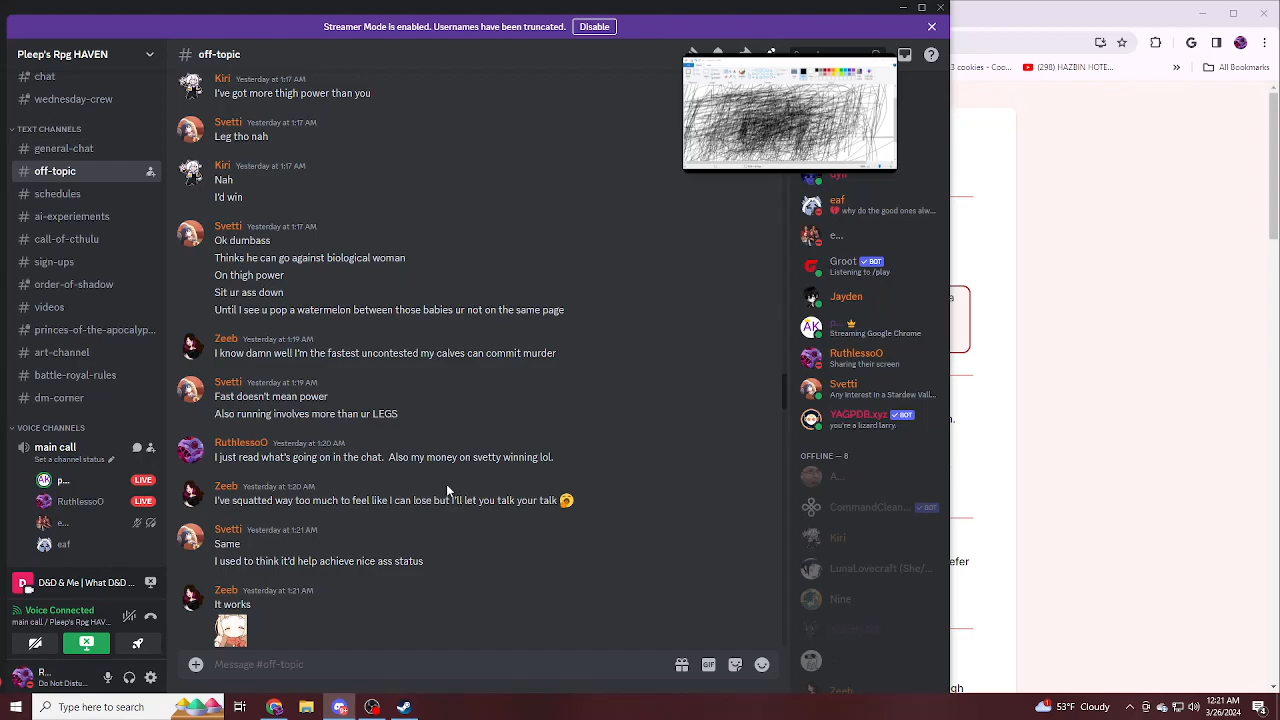 Streamer Mode is enabled. Usernames have been truncated. Disable
Pleep's Rpg HAVEN
dnd-chat
wednesday-crew
TEXT CHANNELS
general-chat
off-topic
schedules
ai-experiments
call-of-cthulu
sign-ups
order-of-shadow
videos
princes-of-the-apocalyp...
art-channel
battle-royal-rules
dm-corner
VOICE CHANNELS
main call
Set a channel status
p... LIVE
RuthlessoO LIVE
e...
eaf
D&D & Me | Whose...
Voice Connected
main call / Pleep's Rpg HAV...
p...
Do Not Distu...
# off-topic
Kiri Yesterday at 1:17 AM
I've got more thigh power than you
Svetti Yesterday at 1:17 AM
Leg tho nah
Kiri Yesterday at 1:17 AM
Nah
I'd win
Svetti Yesterday at 1:17 AM
Ok dumbass
Thinks he can go against biological woman
On thigh power
Sit ur ass down
Until I see u pop a watermelon between those babes ur not on the same page
Zeeb Yesterday at 1:19 AM
I know damn well I'm the fastest uncontested my calves can commit murder
Svetti Yesterday at 1:19 AM
Fast doesn't mean power
Also running involves more than ur LEGS
RuthlessoO Yesterday at 1:20 AM
I just read what's going on in the chat. Also my money on svetty winning lol.
Zeeb Yesterday at 1:20 AM
I've squatted way too much to feel like I can lose but I'll let you talk your talk
Svetti Yesterday at 1:21 AM
Same
I used to think it'd help achieve nice ass status
Zeeb Yesterday at 1:21 AM
It works
Message #off-topic
GIF
eaf
why do the good ones alw...
e...
Groot BOT
Listening to /play
Jayden
AK
p...
Streaming Google Chrome
RuthlessoO
Sharing their screen
Svetti
Any Interest in a Stardew Vall...
YAGPDB.xyz BOT
you're a lizard larry.
OFFLINE — 8
A...
CommandClean... BOT
Kiri
LunaLovecraft (She/...
Nine
Zeeb
(298) HAZBIN HOTE...
All Bookmarks
efer
Type here to search
55°F
12:21 AM